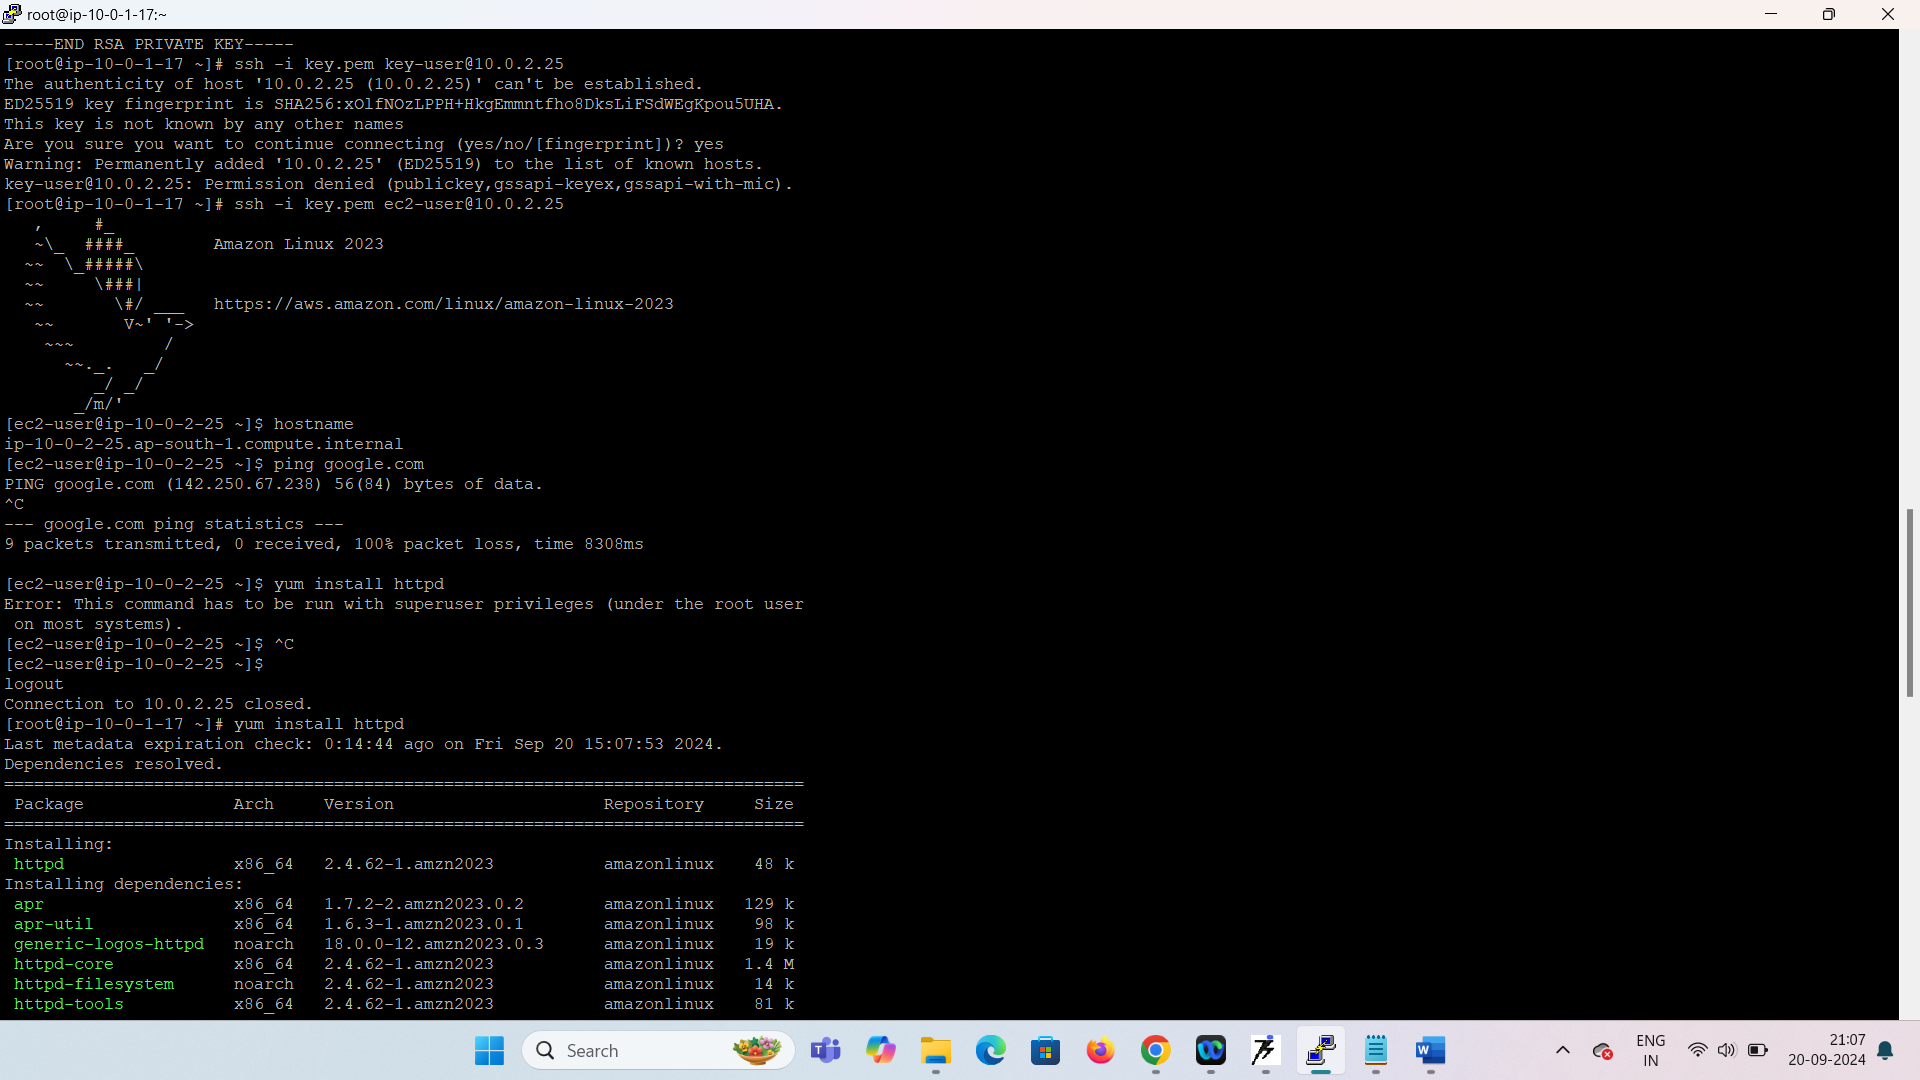 root@ip-10-0-1-17:~
-----END RSA PRIVATE KEY-----
[root@ip-10-0-1-17 ~]# ssh -i key.pem key-user@10.0.2.25
The authenticity of host '10.0.2.25 (10.0.2.25)' can't be established.
ED25519 key fingerprint is SHA256:xOlfNOzLPPH+HkgEmmntfho8DksLiFSdWEgKpou5UHA.
This key is not known by any other names
Are you sure you want to continue connecting (yes/no/[fingerprint])? yes
Warning: Permanently added '10.0.2.25' (ED25519) to the list of known hosts.
key-user@10.0.2.25: Permission denied (publickey,gssapi-keyex,gssapi-with-mic).
[root@ip-10-0-1-17 ~]# ssh -i key.pem ec2-user@10.0.2.25
   ,     #_
   ~\_  ####_        Amazon Linux 2023
  ~~  \_#####\
  ~~     \###|
  ~~       \#/ ___   https://aws.amazon.com/linux/amazon-linux-2023
   ~~       V~' '->
    ~~~         /
      ~~._.   _/
         _/ _/
       _/m/'
[ec2-user@ip-10-0-2-25 ~]$ hostname
ip-10-0-2-25.ap-south-1.compute.internal
[ec2-user@ip-10-0-2-25 ~]$ ping google.com
PING google.com (142.250.67.238) 56(84) bytes of data.
^C
--- google.com ping statistics ---
9 packets transmitted, 0 received, 100% packet loss, time 8308ms
[ec2-user@ip-10-0-2-25 ~]$ yum install httpd
Error: This command has to be run with superuser privileges (under the root user
 on most systems).
[ec2-user@ip-10-0-2-25 ~]$ ^C
[ec2-user@ip-10-0-2-25 ~]$
logout
Connection to 10.0.2.25 closed.
[root@ip-10-0-1-17 ~]# yum install httpd
Last metadata expiration check: 0:14:44 ago on Fri Sep 20 15:07:53 2024.
Dependencies resolved.
================================================================================
 Package               Arch     Version                     Repository     Size
================================================================================
Installing:
 httpd                 x86_64   2.4.62-1.amzn2023           amazonlinux    48 k
Installing dependencies:
 apr                   x86_64   1.7.2-2.amzn2023.0.2        amazonlinux   129 k
 apr-util              x86_64   1.6.3-1.amzn2023.0.1        amazonlinux    98 k
 generic-logos-httpd   noarch   18.0.0-12.amzn2023.0.3      amazonlinux    19 k
 httpd-core            x86_64   2.4.62-1.amzn2023           amazonlinux   1.4 M
 httpd-filesystem      noarch   2.4.62-1.amzn2023           amazonlinux    14 k
 httpd-tools           x86_64   2.4.62-1.amzn2023           amazonlinux    81 k
Search
ENG
IN
21:07
20-09-2024